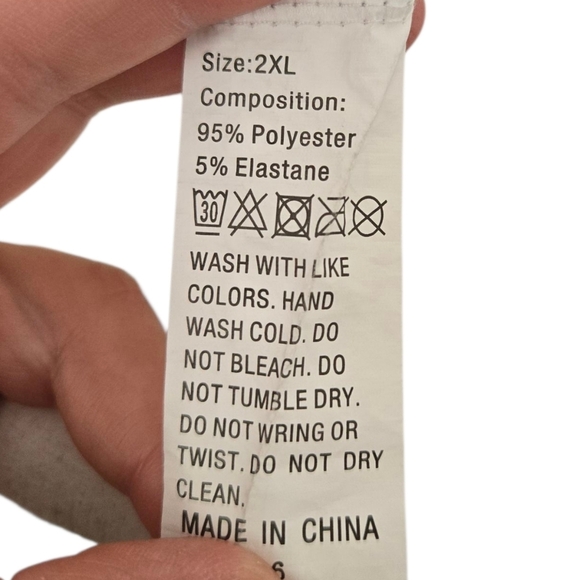 Size:2XL
Composition:
95% Polyester
5% Elastane
30
WASH WITH LIKE
COLORS. HAND
WASH COLD. DO
NOT BLEACH. DO
NOT TUMBLE DRY.
DO NOT WRING OR
TWIST. DO NOT DRY
CLEAN.
MADE IN CHINA
6